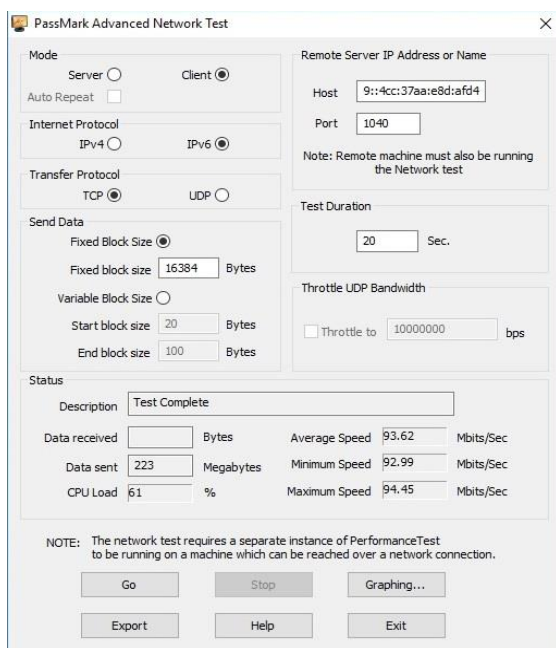 PassMark Advanced Network Test
Mode
Server
Client
Auto Repeat
Internet Protocol
IPv4
IPv6
Transfer Protocol
TCP
UDP
Send Data
Fixed Block Size
Fixed block size 16384 Bytes
Variable Block Size
Start block size 20 Bytes
End block size 100 Bytes
Remote Server IP Address or Name
Host 9::4cc:37aa:e8d:afd4
Port 1040
Note: Remote machine must also be running
the Network test
Test Duration
20 Sec.
Throttle UDP Bandwidth
Throttle to 10000000 bps
Status
Description Test Complete
Data received Bytes
Average Speed 93.62 Mbits/Sec
Data sent 223 Megabytes
Minimum Speed 92.99 Mbits/Sec
CPU Load 61 %
Maximum Speed 94.45 Mbits/Sec
NOTE: The network test requires a separate instance of PerformanceTest
to be running on a machine which can be reached over a network connection.
Go
Stop
Graphing...
Export
Help
Exit